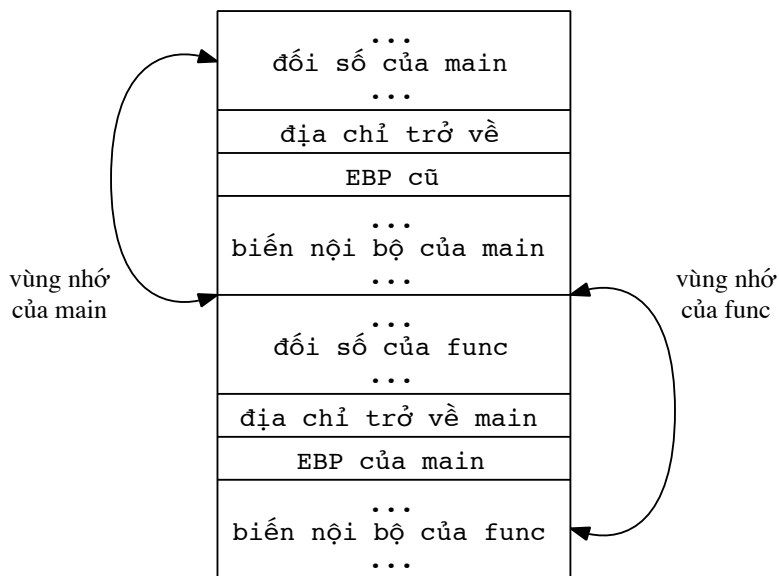 ...
đối số của main
...
địa chỉ trở về
EBP cũ
...
biến nội bộ của main
...
vùng nhớ
của main
vùng nhớ
của func
...
đối số của func
...
địa chỉ trở về main
EBP của main
...
biến nội bộ của func
...